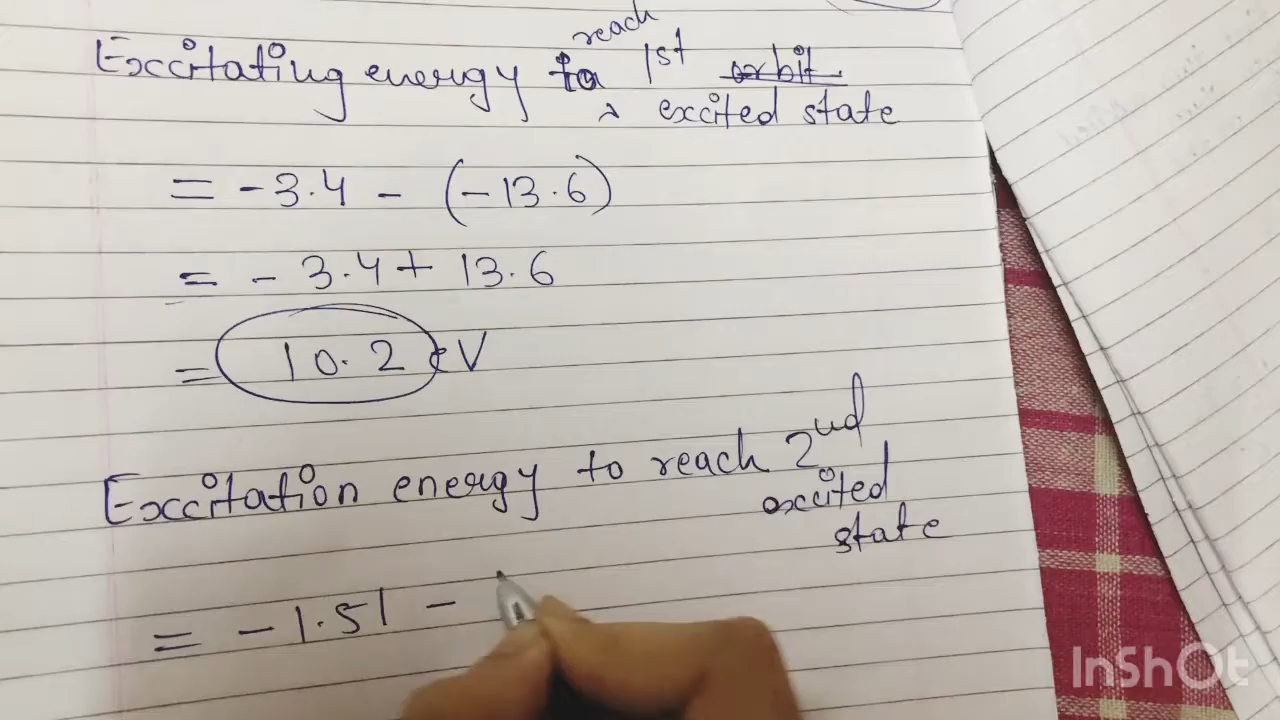 Excitating energy to reach 1st orbit
excited state
= -3.4 - (-13.6)
= - 3.4 + 13.6
= 10.2 eV
Excitation energy to reach 2nd
excited
state
= - 1.51 -
InShOt